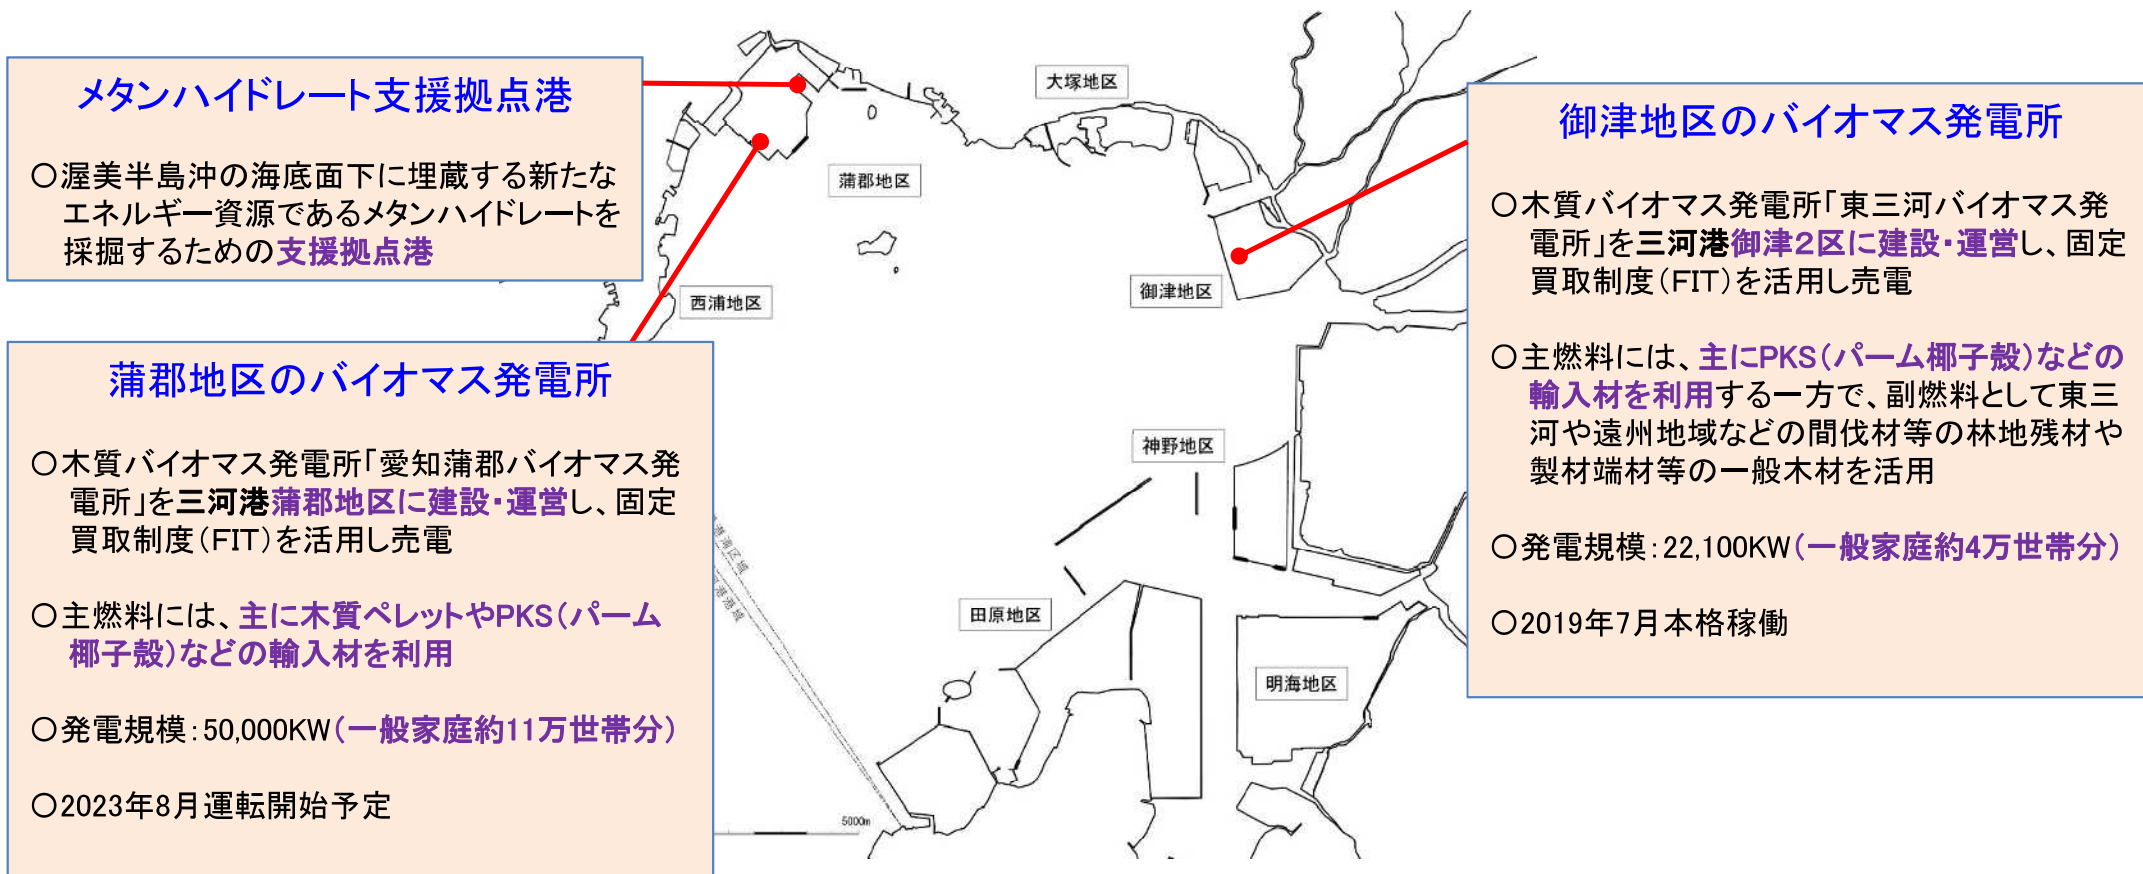 メタンハイドレート支援拠点港
○渥美半島沖の海底面下に埋蔵する新たな
エネルギー資源であるメタンハイドレートを
採掘するための支援拠点港
蒲郡地区のバイオマス発電所
○木質バイオマス発電所「愛知蒲郡バイオマス発
電所」を三河港蒲郡地区に建設・運営し、固定
買取制度(FIT)を活用し売電
○主燃料には、主に木質ペレットやPKS(パーム
椰子殻)などの輸入材を利用
○発電規模:50,000KW(一般家庭約11万世帯分)
○2023年8月運転開始予定
大塚地区
蒲郡地区
西浦地区
御津地区
神野地区
田原地区
明海地区
港湾区域
5000m
御津地区のバイオマス発電所
○木質バイオマス発電所「東三河バイオマス発
電所」を三河港御津2区に建設・運営し、固定
買取制度(FIT)を活用し売電
○主燃料には、主にPKS(パーム椰子殻)などの
輸入材を利用する一方で、副燃料として東三
河や遠州地域などの間伐材等の林地残材や
製材端材等の一般木材を活用
○発電規模:22,100KW(一般家庭約4万世帯分)
○2019年7月本格稼働